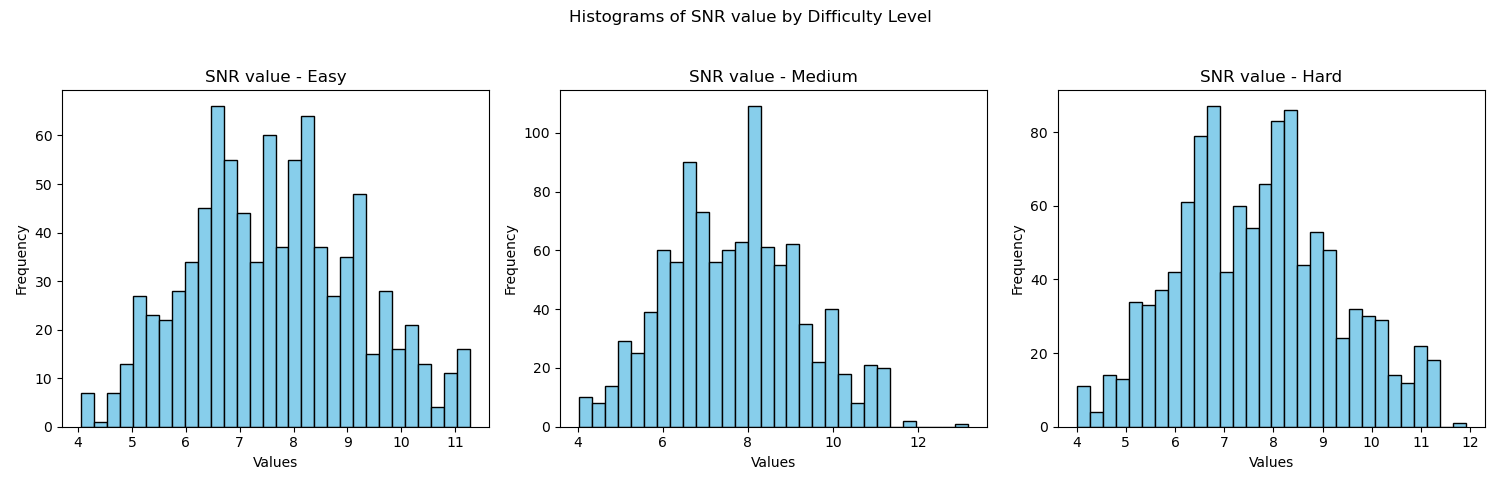 Histograms of SNR value by Difficulty Level
SNR value - Easy
Frequency
60
50
40
30
20
10
0
4 5 6 7 8 9 10 11
Values
SNR value - Medium
Frequency
100
80
60
40
20
0
4 6 8 10 12
Values
SNR value - Hard
Frequency
80
60
40
20
0
4 5 6 7 8 9 10 11 12
Values